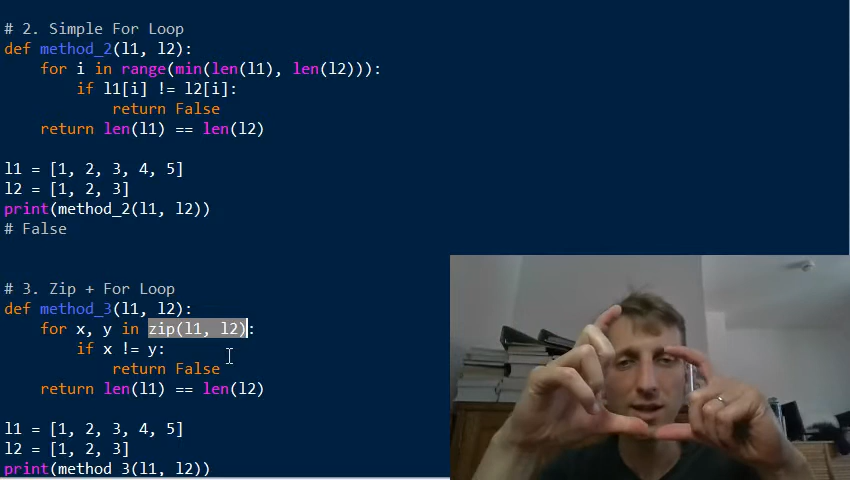 # 2. Simple For Loop
def method_2(l1, l2):
    for i in range(min(len(l1), len(l2))):
        if l1[i] != l2[i]:
            return False
    return len(l1) == len(l2)
l1 = [1, 2, 3, 4, 5]
l2 = [1, 2, 3]
print(method_2(l1, l2))
# False
# 3. Zip + For Loop
def method_3(l1, l2):
    for x, y in zip(l1, l2):
        if x != y:
            return False
    return len(l1) == len(l2)
l1 = [1, 2, 3, 4, 5]
l2 = [1, 2, 3]
print(method_3(l1, l2))